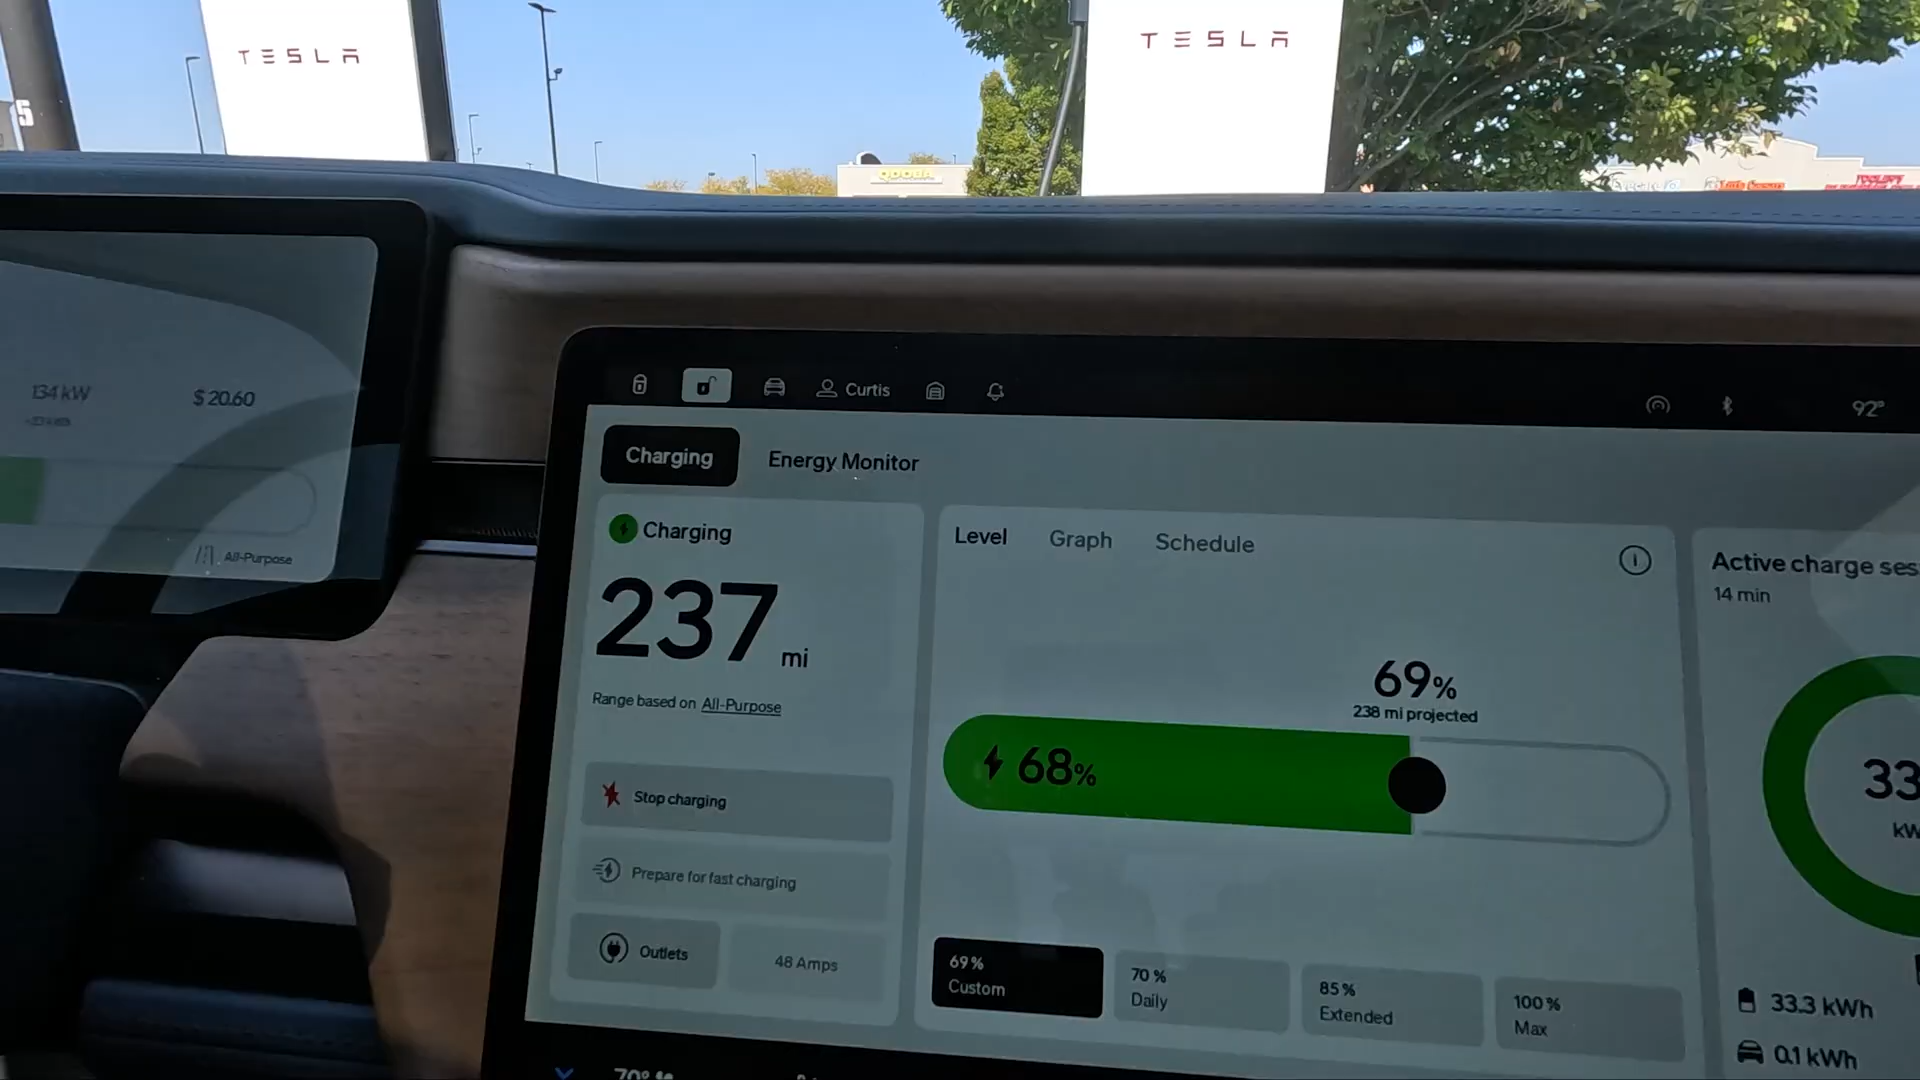 TESLA
TESLA
5
QDOBA
134 kW
$20.60
All-Purpose
Curtis
92°
Charging
Energy Monitor
Charging
237 mi
Range based on All-Purpose
Stop charging
Prepare for fast charging
Outlets
48 Amps
Level
Graph
Schedule
69%
238 mi projected
68%
69%
Custom
70%
Daily
85%
Extended
100%
Max
Active charge ses
14 min
33
kW
33.3 kWh
0.1 kWh
70°